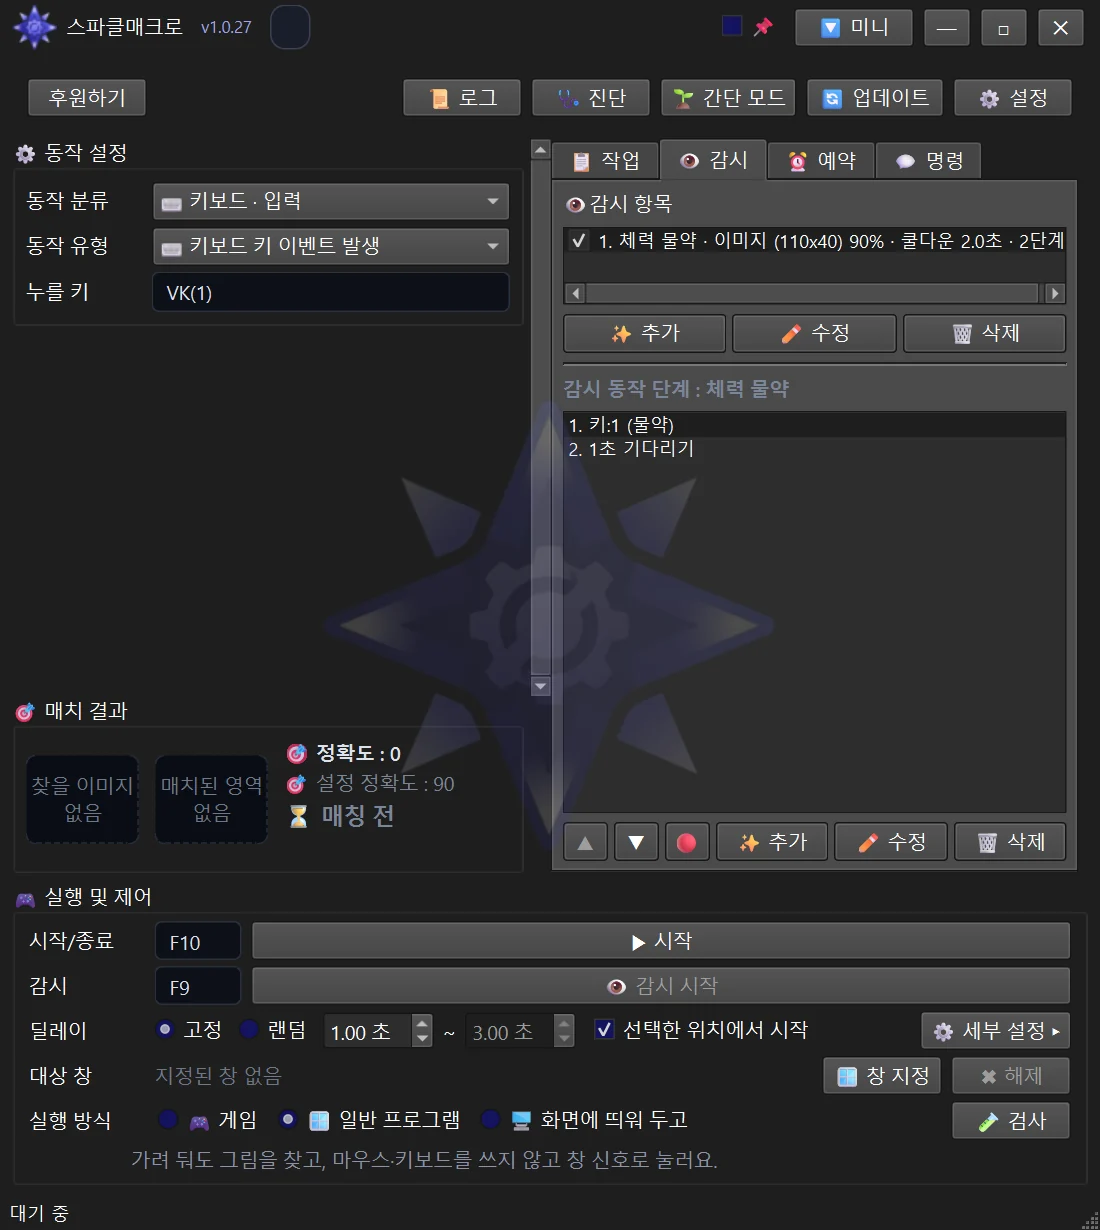 스파클매크로 v1.0.27
미니
후원하기
로그
진단
간단 모드
업데이트
설정
동작 설정
동작 분류
키보드 · 입력
동작 유형
키보드 키 이벤트 발생
누를 키
VK(1)
작업
감시
예약
명령
감시 항목
1. 체력 물약 · 이미지 (110x40) 90% · 쿨다운 2.0초 · 2단계
추가
수정
삭제
감시 동작 단계 : 체력 물약
1. 키:1 (물약)
2. 1초 기다리기
매치 결과
찾을 이미지
없음
매치된 영역
없음
정확도 : 0
설정 정확도 : 90
매칭 전
추가
수정
삭제
실행 및 제어
시작/종료
F10
시작
감시
F9
감시 시작
딜레이
고정
랜덤
1.00 초
~
3.00 초
선택한 위치에서 시작
세부 설정
대상 창
지정된 창 없음
창 지정
해제
실행 방식
게임
일반 프로그램
화면에 띄워 두고
검사
가려 둬도 그림을 찾고, 마우스·키보드를 쓰지 않고 창 신호로 눌러요.
대기 중